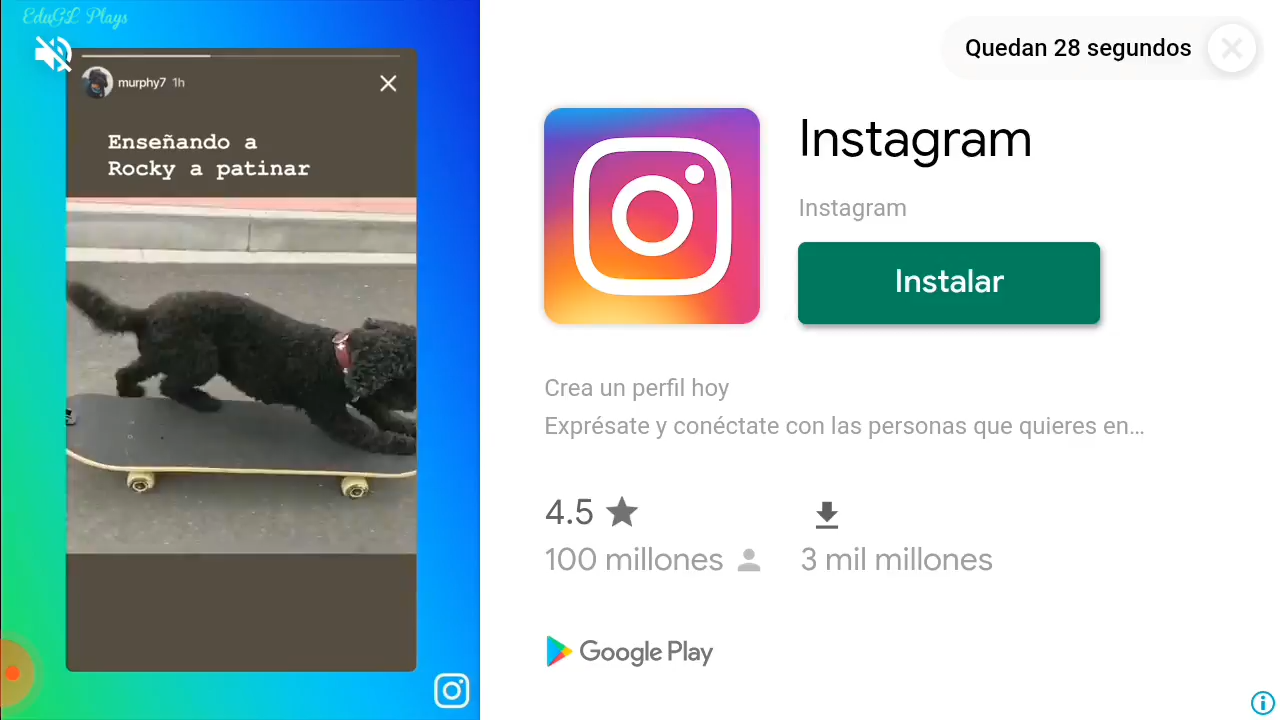 EduGL Plays
murphy7 1h
Enseñando a
Rocky a patinar
Quedan 28 segundos
Instagram
Instagram
Instalar
Crea un perfil hoy
Exprésate y conéctate con las personas que quieres en…
4.5
100 millones
3 mil millones
Google Play